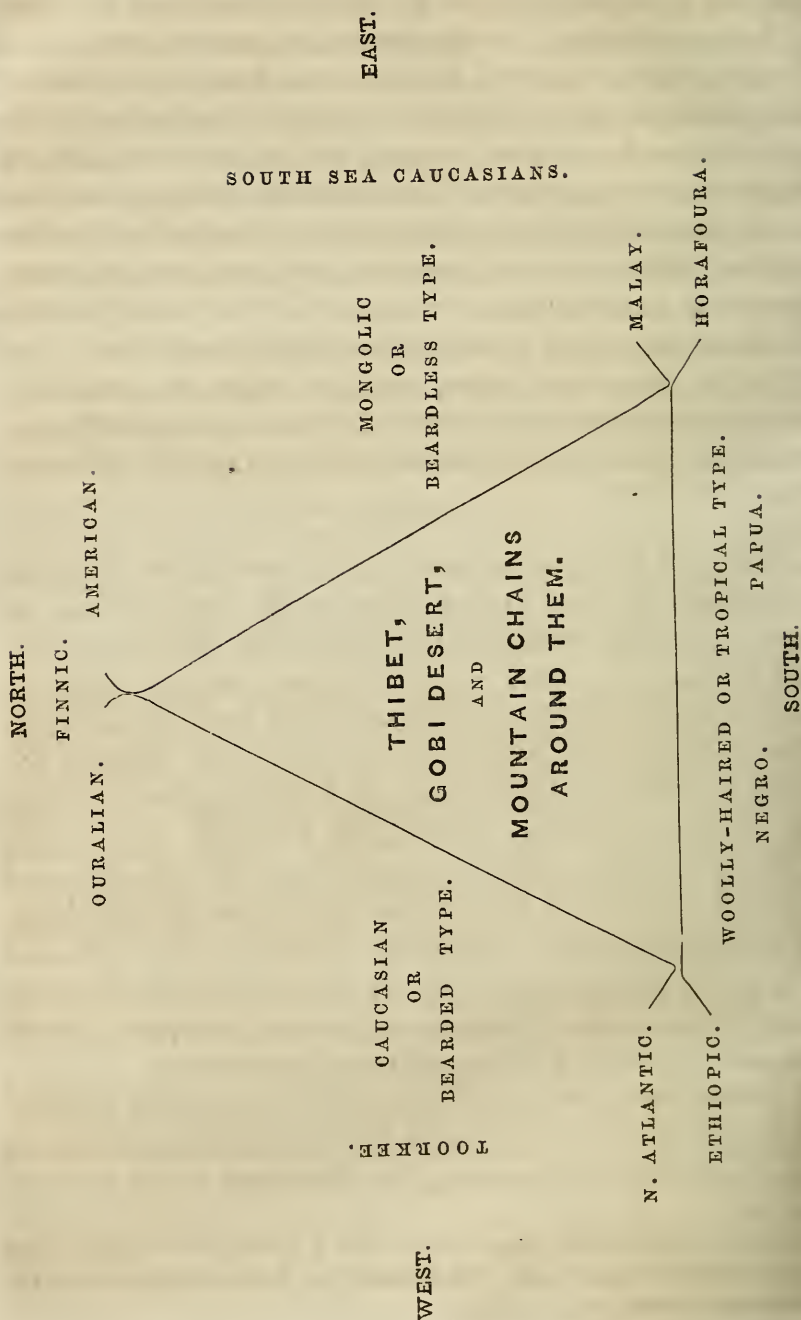 NORTH.
FINNIC.
OURALIAN.
AMERICAN.
WEST.
TOORKEE.
CAUCASIAN
OR
BEARDED TYPE.
THIBET,
GOBI DESERT,
AND
MOUNTAIN CHAINS
AROUND THEM.
MONGOLIC
OR
BEARDLESS TYPE.
SOUTH SEA CAUCASIANS.
EAST.
N. ATLANTIC.
ETHIOPIC.
MALAY.
HORAFOURA.
WOOLLY-HAIRED OR TROPICAL TYPE.
NEGRO.
PAPUA.
SOUTH.